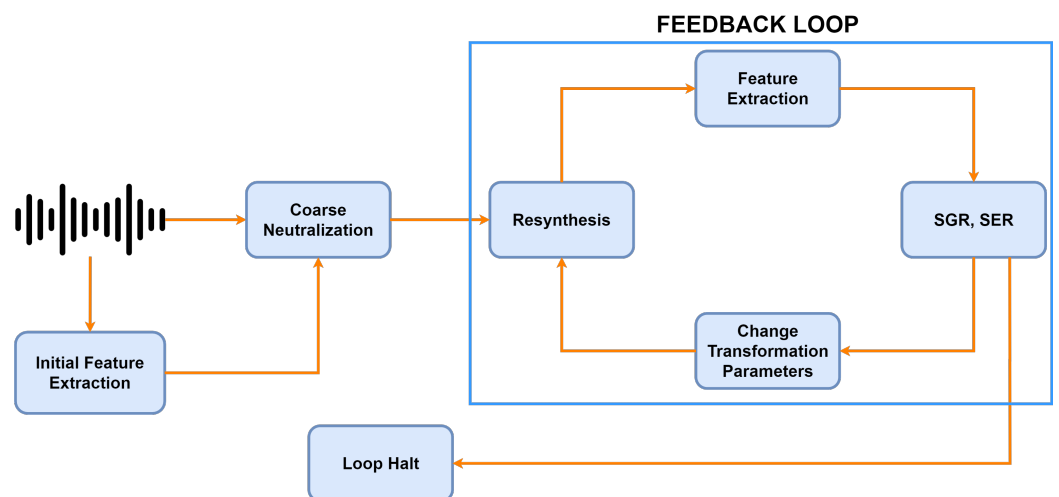 FEEDBACK LOOP
Feature
Extraction
Coarse
Neutralization
Resynthesis
SGR, SER
Initial Feature
Extraction
Change
Transformation
Parameters
Loop Halt